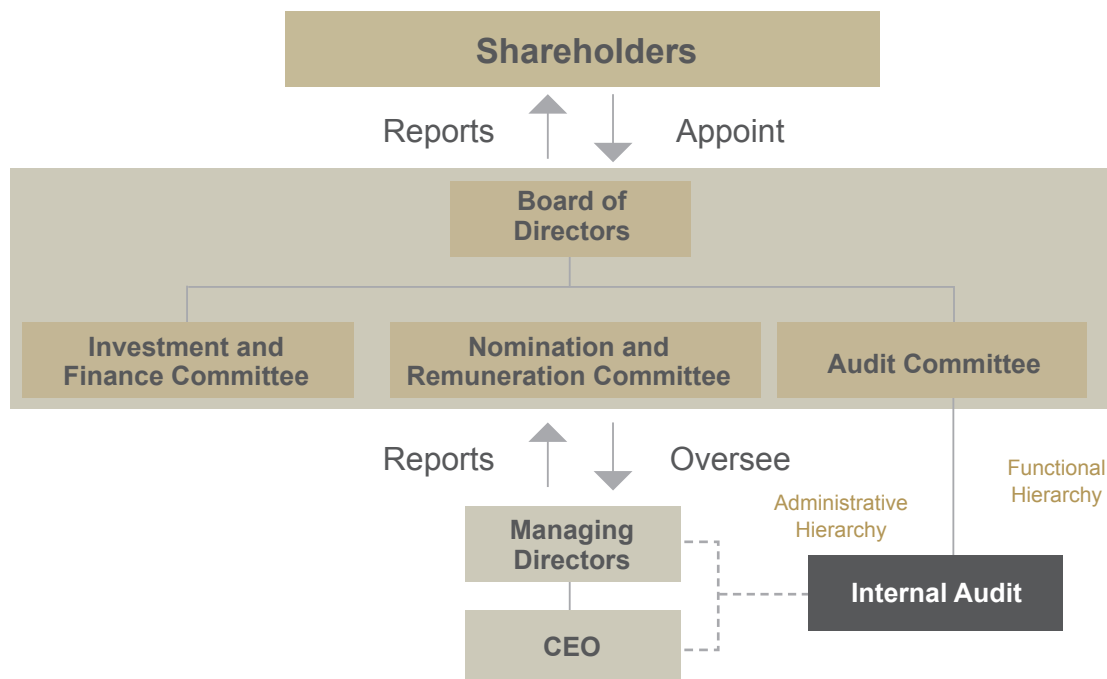 Shareholders
Reports
Appoint
Board of
Directors
Investment and
Finance Committee
Nomination and
Remuneration Committee
Audit Committee
Reports
Oversee
Functional
Hierarchy
Administrative
Hierarchy
Managing
Directors
Internal Audit
CEO